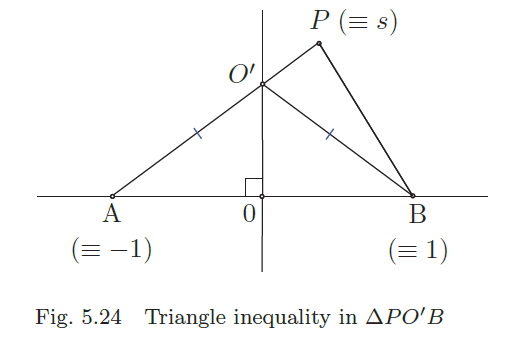 P (≡ s)
O′
A
0
B
(≡ −1)
(≡ 1)
Fig. 5.24 Triangle inequality in ΔPO′B